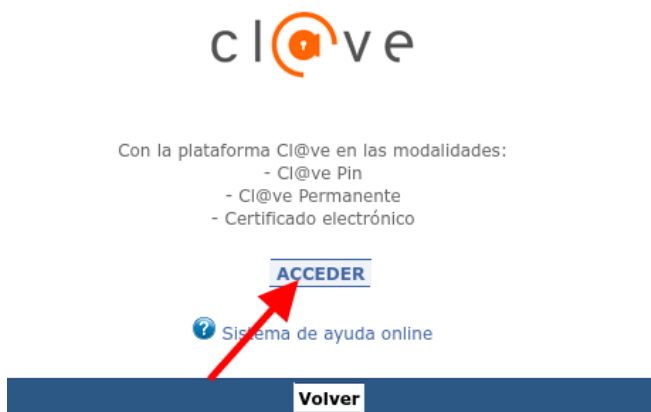 cl@ve
Con la plataforma Cl@ve en las modalidades:
- Cl@ve Pin
- Cl@ve Permanente
- Certificado electrónico
ACCEDER
? Sistema de ayuda online
Volver